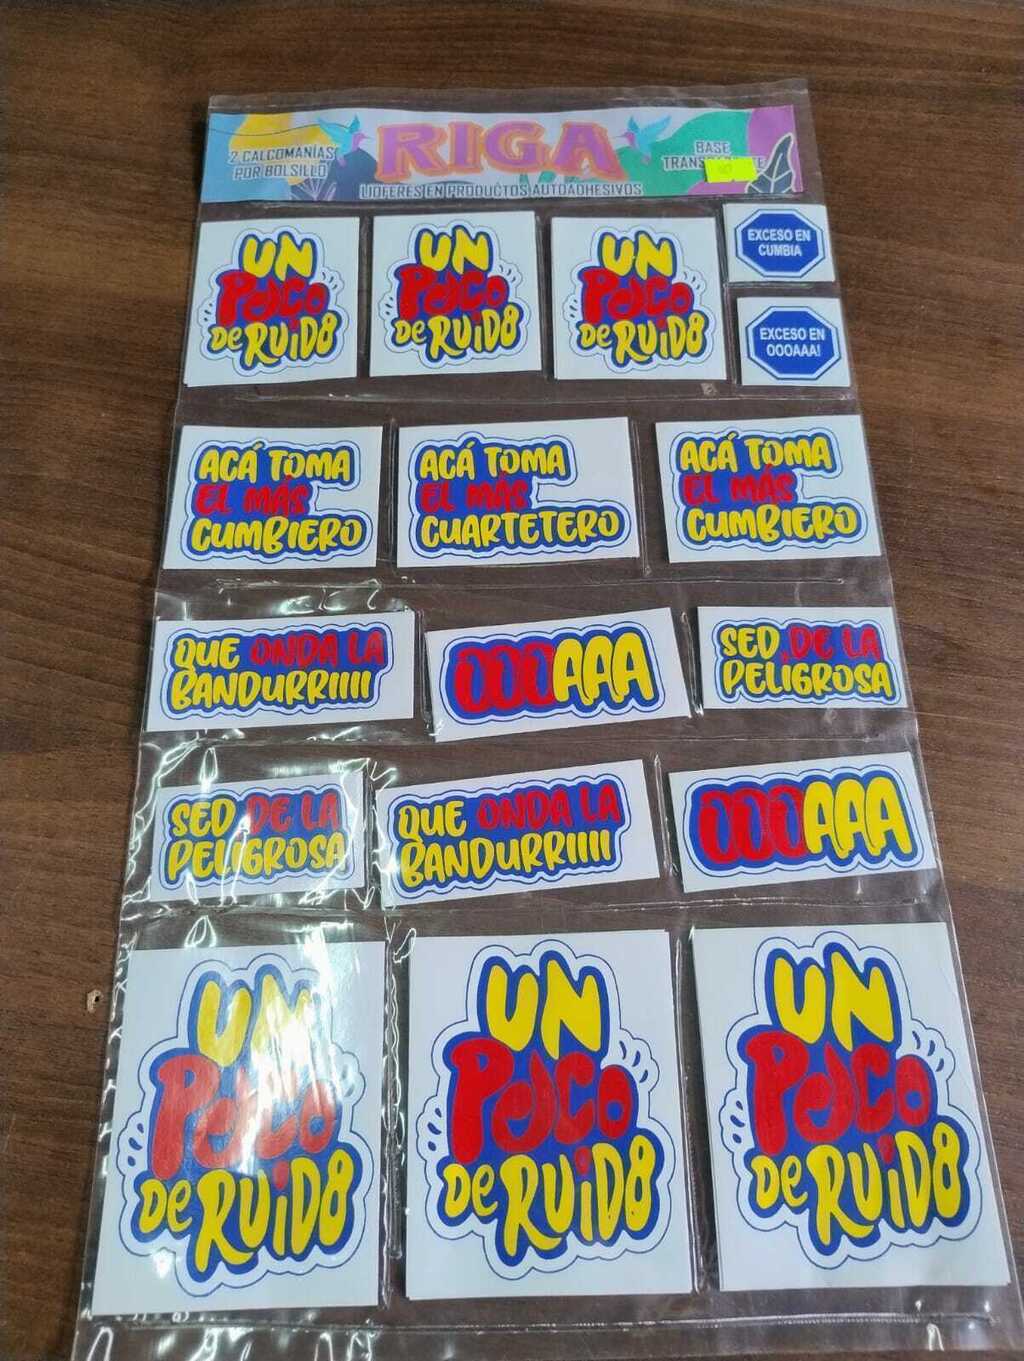 RIGA
2 CALCOMANÍAS
POR BOLSILLO
BASE
LIDERES EN PRODUCTOS AUTOADHESIVOS
UN
POCO
DE RUIDO
UN
POCO
DE RUIDO
UN
POCO
DE RUIDO
EXCESO EN
CUMBIA
EXCESO EN
OOOAAA!
ACÁ TOMA
EL MÁS
CUMBIERO
ACÁ TOMA
EL MÁS
CUARTETERO
ACÁ TOMA
EL MÁS
CUMBIERO
QUE ONDA LA
BANDURRIIII
OOOAAA
SED DE LA
PELIGROSA
SED DE LA
PELIGROSA
QUE ONDA LA
BANDURRIIII
OOOAAA
UN
POCO
DE RUIDO
UN
POCO
DE RUIDO
UN
POCO
DE RUIDO